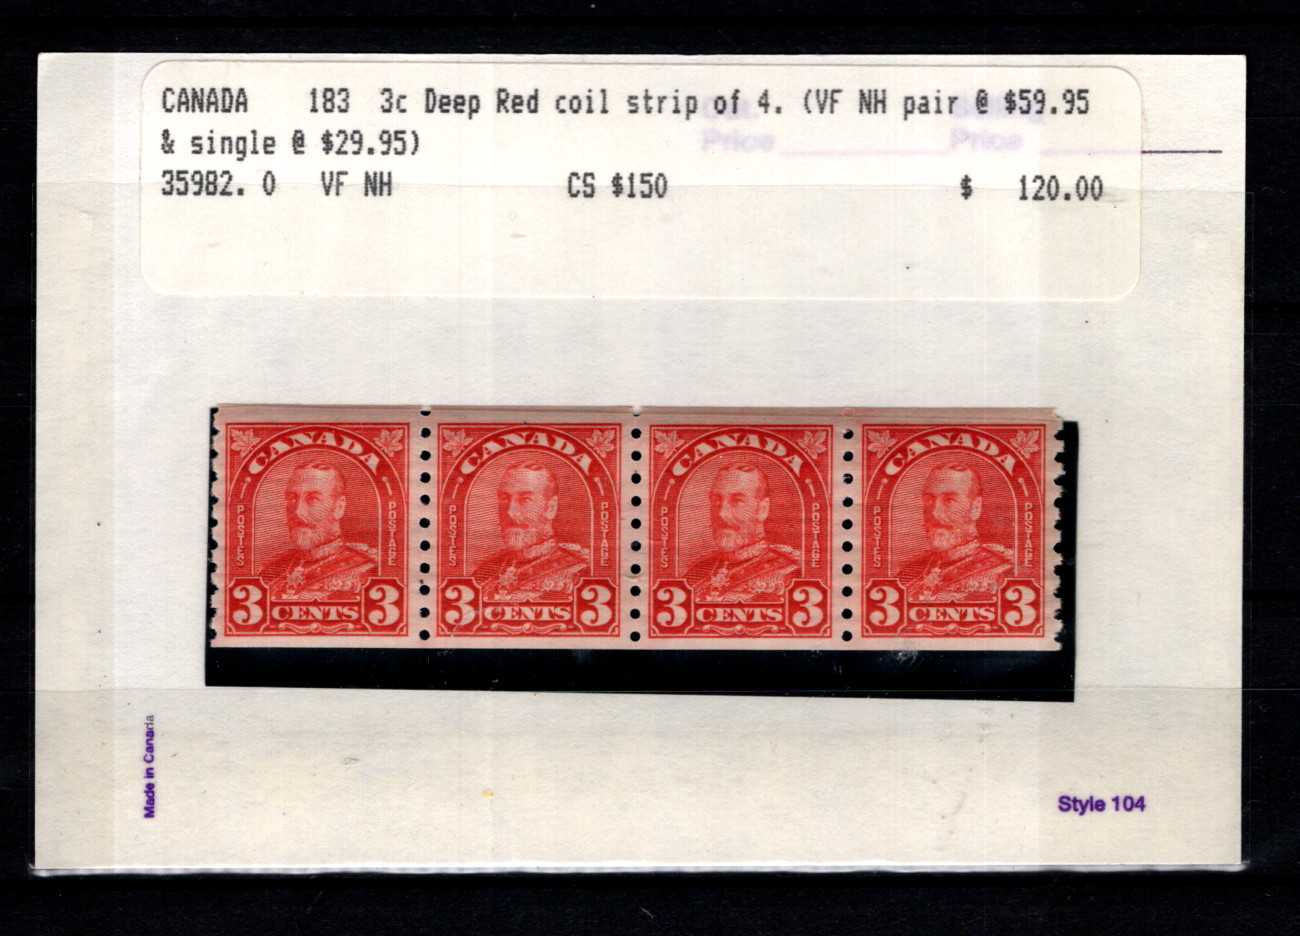 CANADA 183 3c Deep Red coil strip of 4. (VF NH pair @ $59.95
& single @ $29.95)
Price Price
35982. 0 VF NH CS $150 $ 120.00
CANADA CANADA CANADA CANADA
POSTES POSTAGE POSTES POSTAGE POSTES POSTAGE POSTES POSTAGE
3 CENTS 3 3 CENTS 3 3 CENTS 3 3 CENTS 3
Made in Canada
Style 104